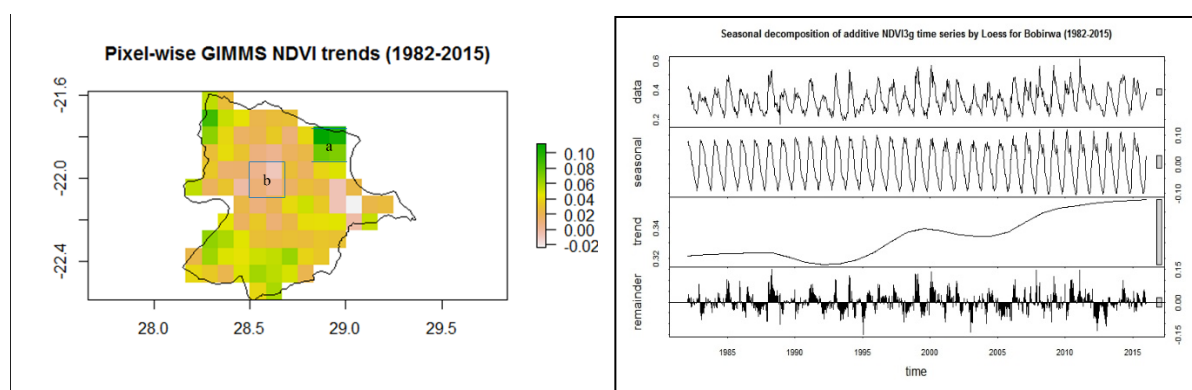 Pixel-wise GIMMS NDVI trends (1982-2015)
-21.6
-22.0
-22.4
a
b
28.0 28.5 29.0 29.5
0.10
0.08
0.06
0.04
0.02
0.00
-0.02
Seasonal decomposition of additive NDVI3g time series by Loess for Bobirwa (1982-2015)
data
0.6
0.4
0.2
seasonal
0.10
0.00
-0.10
trend
0.34
0.32
remainder
0.15
0.00
-0.15
1985 1990 1995 2000 2005 2010 2015
time